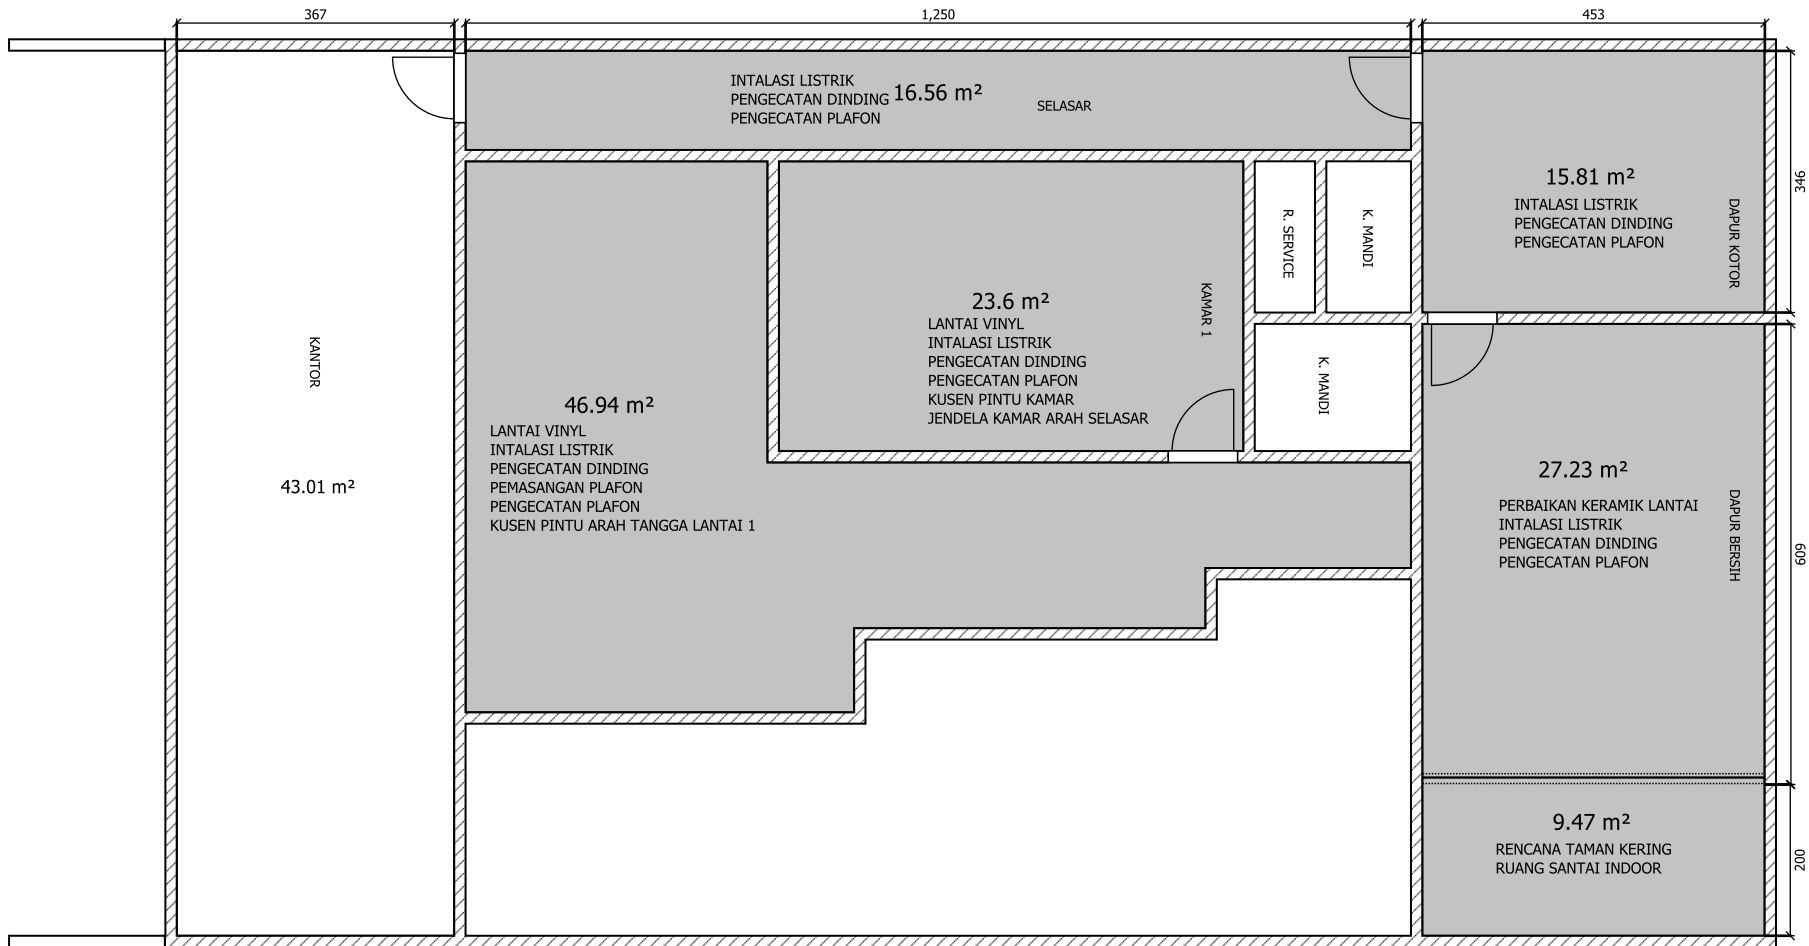 367
1,250
453
INTALASI LISTRIK
PENGECATAN DINDING
PENGECATAN PLAFON
16.56 m²
SELASAR
346
15.81 m²
INTALASI LISTRIK
PENGECATAN DINDING
PENGECATAN PLAFON
DAPUR KOTOR
R. SERVICE
K. MANDI
23.6 m²
LANTAI VINYL
INTALASI LISTRIK
PENGECATAN DINDING
PENGECATAN PLAFON
KUSEN PINTU KAMAR
JENDELA KAMAR ARAH SELASAR
KAMAR 1
K. MANDI
KANTOR
43.01 m²
46.94 m²
LANTAI VINYL
INTALASI LISTRIK
PENGECATAN DINDING
PEMASANGAN PLAFON
PENGECATAN PLAFON
KUSEN PINTU ARAH TANGGA LANTAI 1
27.23 m²
PERBAIKAN KERAMIK LANTAI
INTALASI LISTRIK
PENGECATAN DINDING
PENGECATAN PLAFON
DAPUR BERSIH
609
9.47 m²
RENCANA TAMAN KERING
RUANG SANTAI INDOOR
200